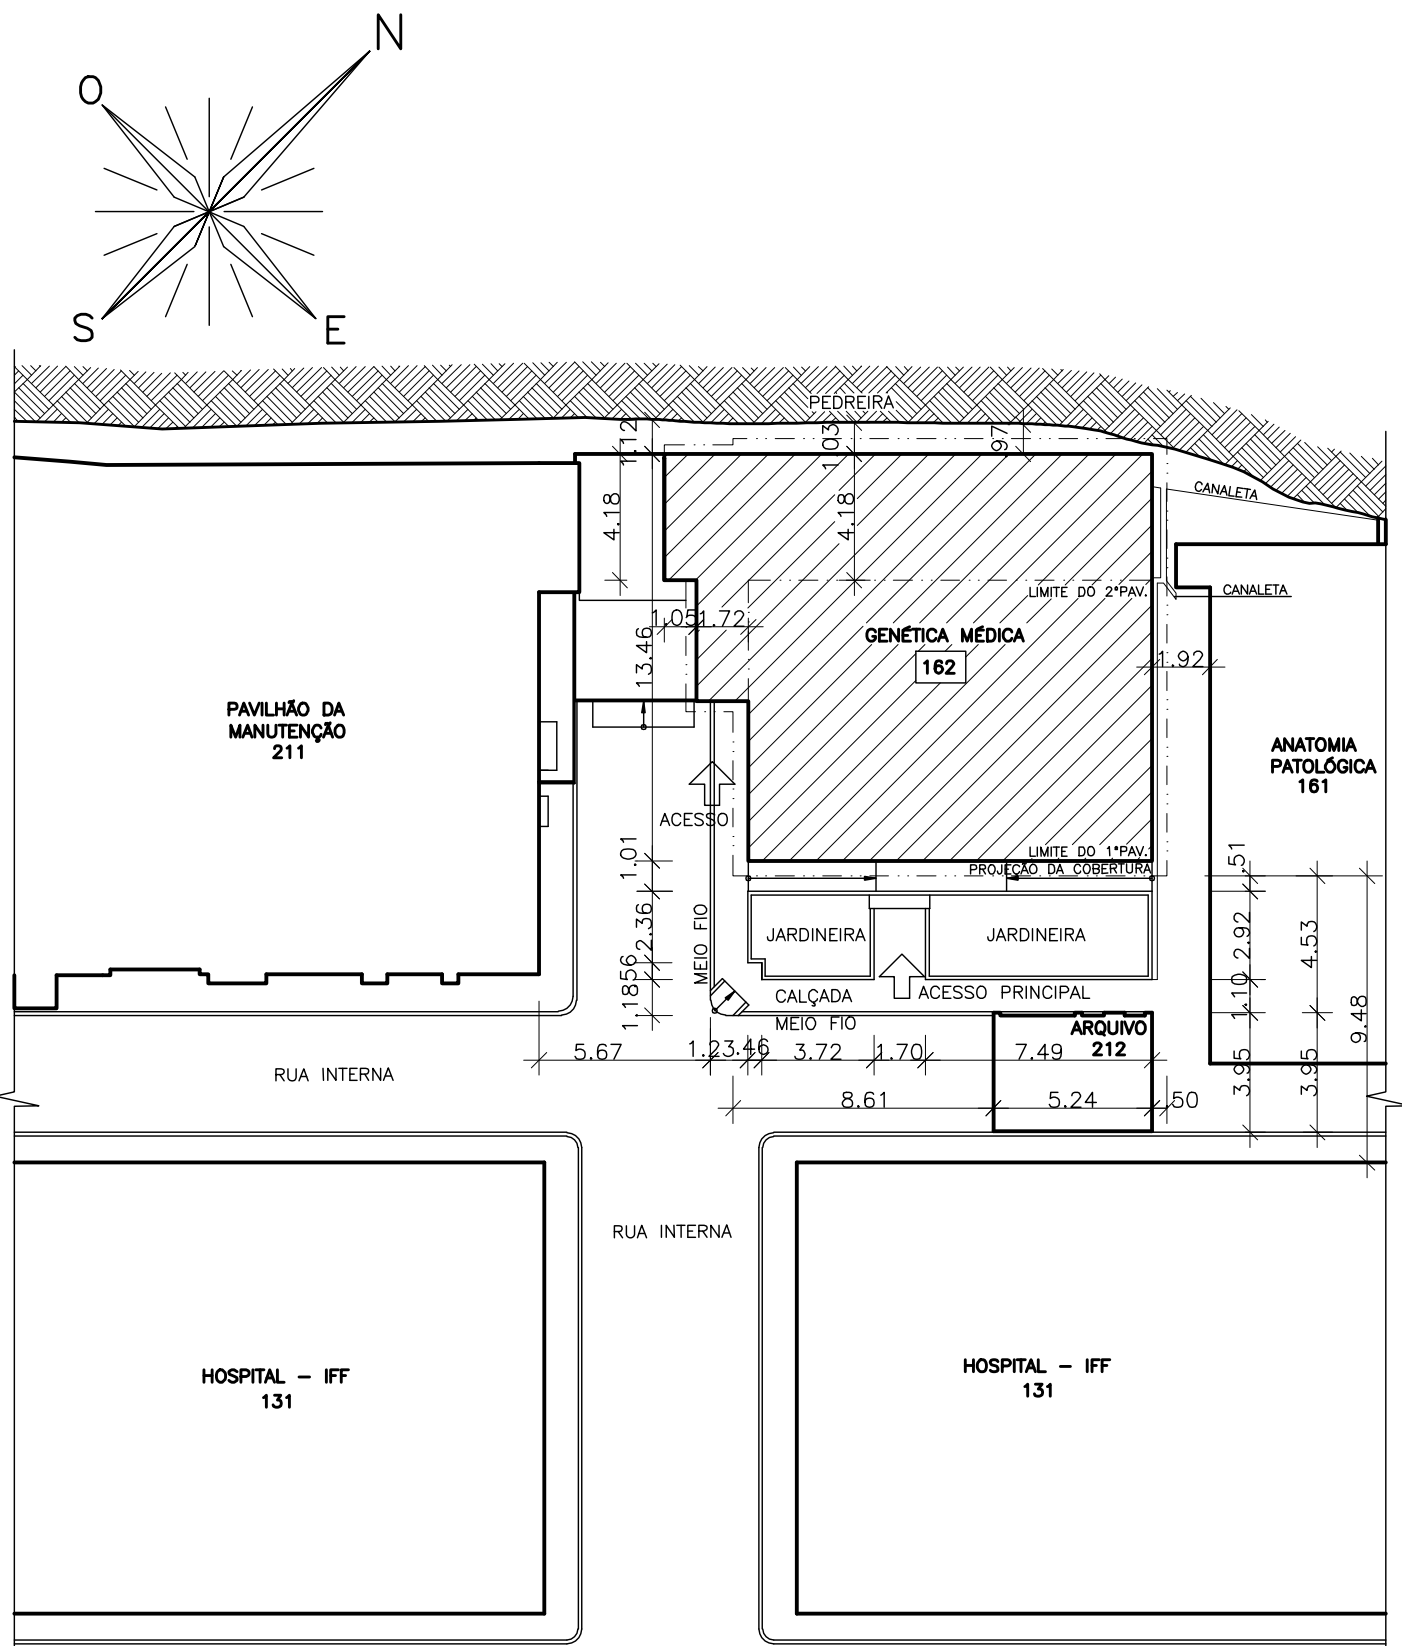 N
O
S
E
PEDREIRA
1.12
1.03
.97
CANALETA
4.18
4.18
LIMITE DO 2°PAV.
CANALETA
1.05
1.72
13.46
GENÉTICA MÉDICA
162
1.92
PAVILHÃO DA
MANUTENÇÃO
211
ANATOMIA
PATOLÓGICA
161
ACESSO
1.01
LIMITE DO 1°PAV.
PROJEÇÃO DA COBERTURA
.51
2.36
MEIO FIO
JARDINEIRA
JARDINEIRA
2.92
4.53
.56
1.18
CALÇADA
ACESSO PRINCIPAL
1.10
9.48
MEIO FIO
ARQUIVO
212
5.67
1.23
.46
3.72
1.70
7.49
3.95
3.95
RUA INTERNA
8.61
5.24
.50
RUA INTERNA
HOSPITAL – IFF
131
HOSPITAL – IFF
131